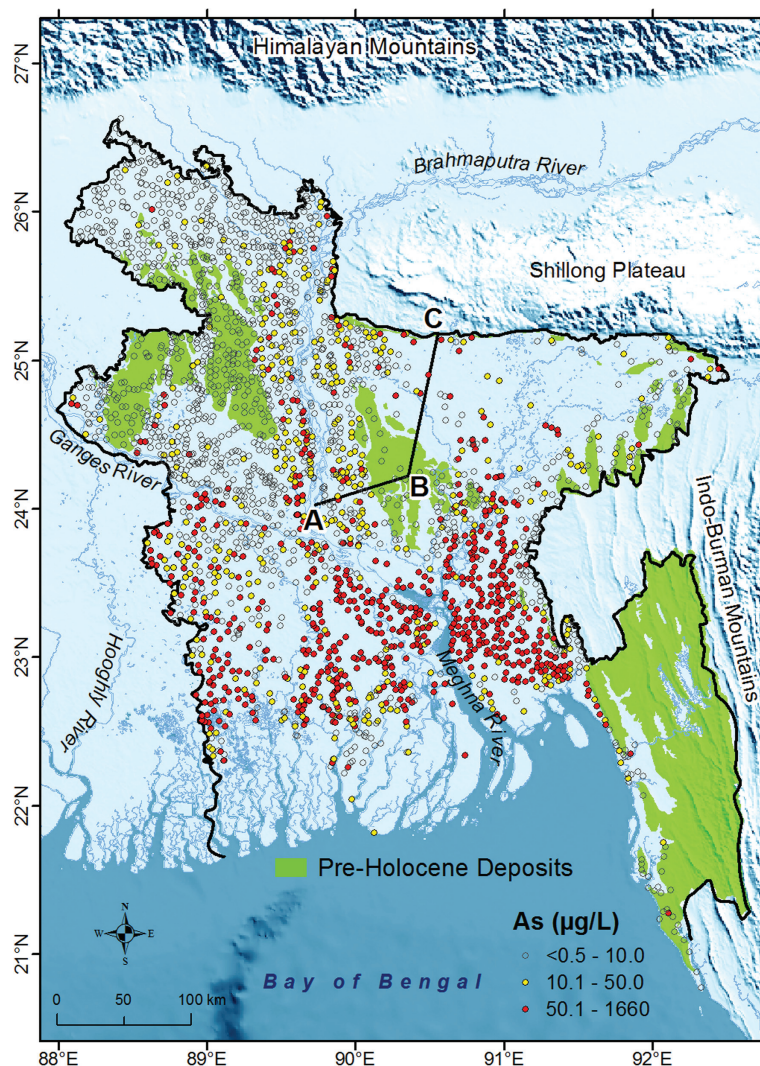 27°N
Himalayan Mountains
Brahmaputra River
26°N
Shillong Plateau
C
25°N
Ganges River
B
24°N
A
Indo-Burman Mountains
23°N
Hooghly River
Meghna River
22°N
Pre-Holocene Deposits
N
W E
S
As (µg/L)
<0.5 - 10.0
10.1 - 50.0
50.1 - 1660
21°N
Bay of Bengal
0 50 100 km
88°E 89°E 90°E 91°E 92°E